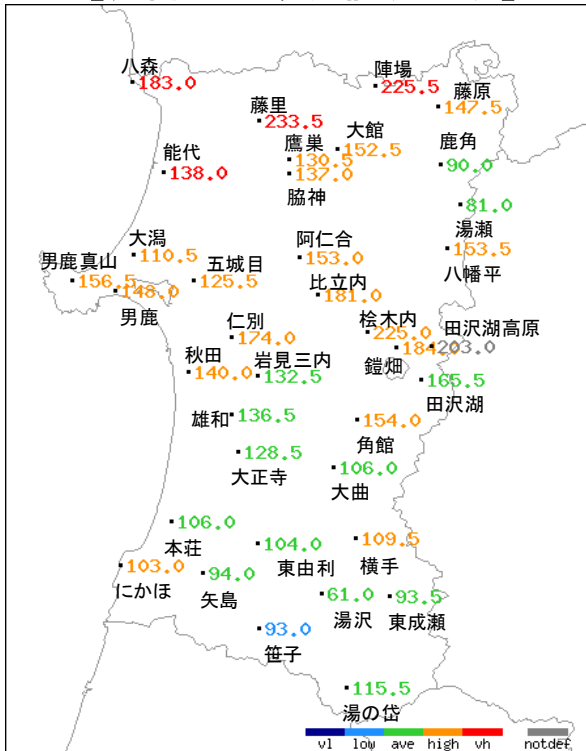 八森
183.0
陣場
225.5
藤原
147.5
藤里
233.5
大館
152.5
鷹巣
130.5
鹿角
90.0
能代
138.0
137.0
脇神
81.0
湯瀬
153.5
八幡平
大潟
110.5
阿仁合
153.0
男鹿真山
156.5
五城目
125.5
148.0
男鹿
比立内
181.0
仁別
174.0
桧木内
225.0
田沢湖高原
203.0
184.
鎧畑
秋田
140.0
岩見三内
132.5
165.5
田沢湖
雄和
136.5
154.0
角館
128.5
大正寺
106.0
大曲
106.0
本荘
104.0
東由利
109.5
横手
103.0
にかほ
94.0
矢島
61.0
湯沢
93.5
東成瀬
93.0
笹子
115.5
湯の岱
vl low ave high vh notdef